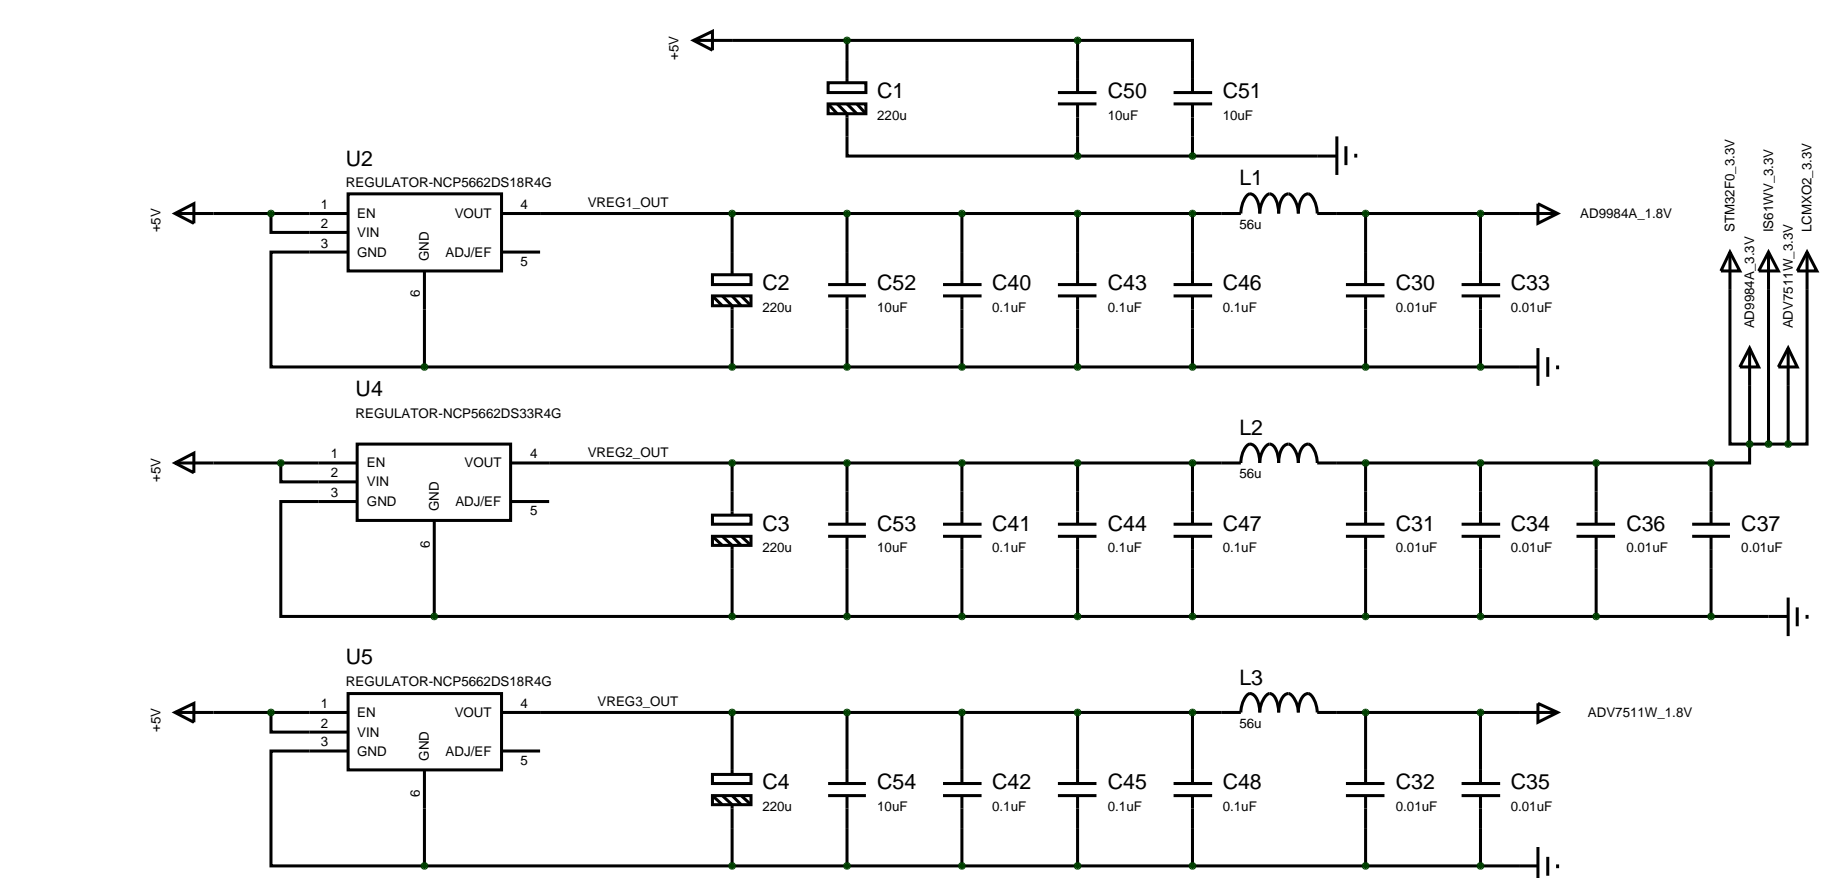 +5V
C1
220u
C50
10uF
C51
10uF
U2
REGULATOR-NCP5662DS18R4G
+5V
1
2
3
EN
VIN
GND
GND
6
VOUT
ADJ/EF
4
5
VREG1_OUT
C2
220u
C52
10uF
C40
0.1uF
C43
0.1uF
C46
0.1uF
L1
56u
C30
0.01uF
C33
0.01uF
AD9984A_1.8V
STM32F0_3.3V
AD9984A_3.3V
IS61WV_3.3V
ADV7511W_3.3V
LCMXO2_3.3V
U4
REGULATOR-NCP5662DS33R4G
+5V
1
2
3
EN
VIN
GND
GND
6
VOUT
ADJ/EF
4
5
VREG2_OUT
C3
220u
C53
10uF
C41
0.1uF
C44
0.1uF
C47
0.1uF
L2
56u
C31
0.01uF
C34
0.01uF
C36
0.01uF
C37
0.01uF
U5
REGULATOR-NCP5662DS18R4G
+5V
1
2
3
EN
VIN
GND
GND
6
VOUT
ADJ/EF
4
5
VREG3_OUT
C4
220u
C54
10uF
C42
0.1uF
C45
0.1uF
C48
0.1uF
L3
56u
C32
0.01uF
C35
0.01uF
ADV7511W_1.8V